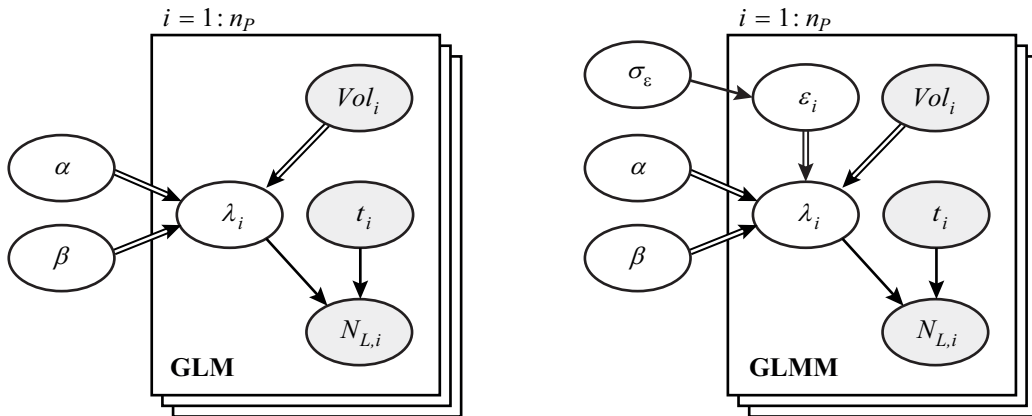 i = 1: n_P
Vol_i
α
λ_i
t_i
β
N_{L,i}
GLM
i = 1: n_P
σ_ε
ε_i
Vol_i
α
λ_i
t_i
β
N_{L,i}
GLMM